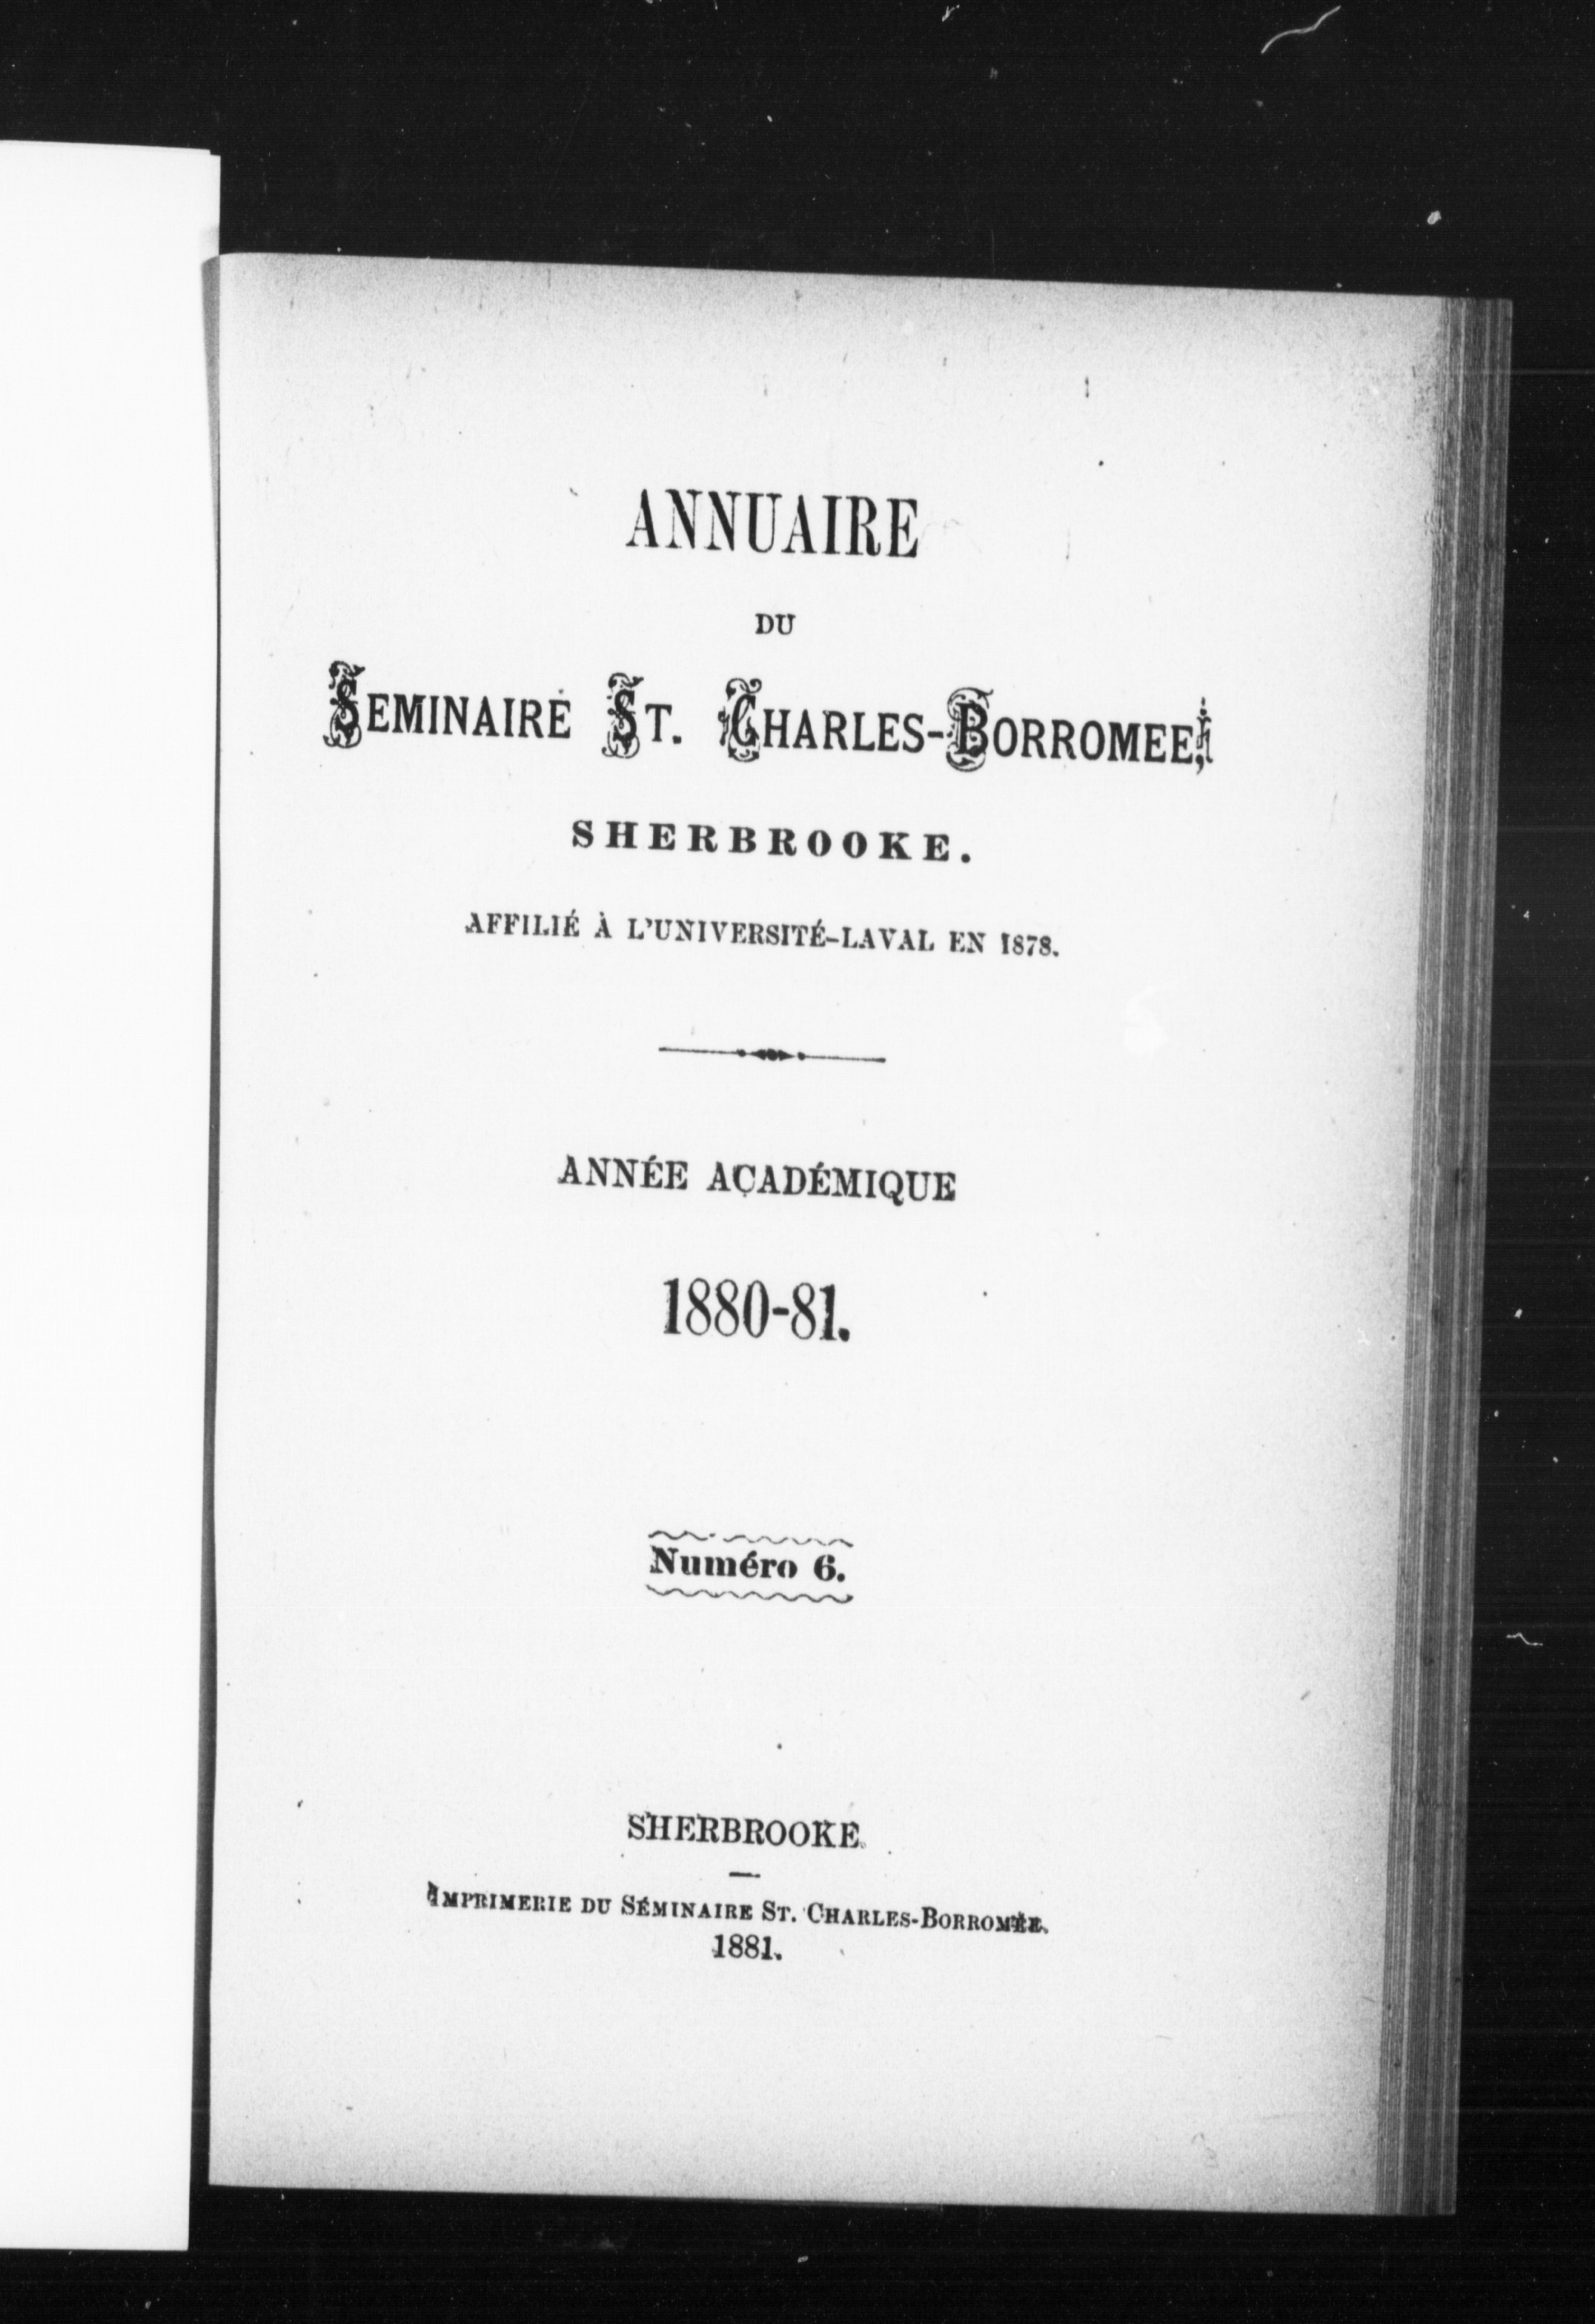 ANNUAIRE
DU
SEMINAIRE ST. CHARLES-BORROMEE,
SHERBROOKE.
AFFILIÉ À L'UNIVERSITÉ-LAVAL EN 1878.
ANNÉE ACADÉMIQUE
1880-81.
Numéro 6.
SHERBROOKE.
IMPRIMERIE DU SÉMINAIRE ST. CHARLES-BORROMÉE.
1881.